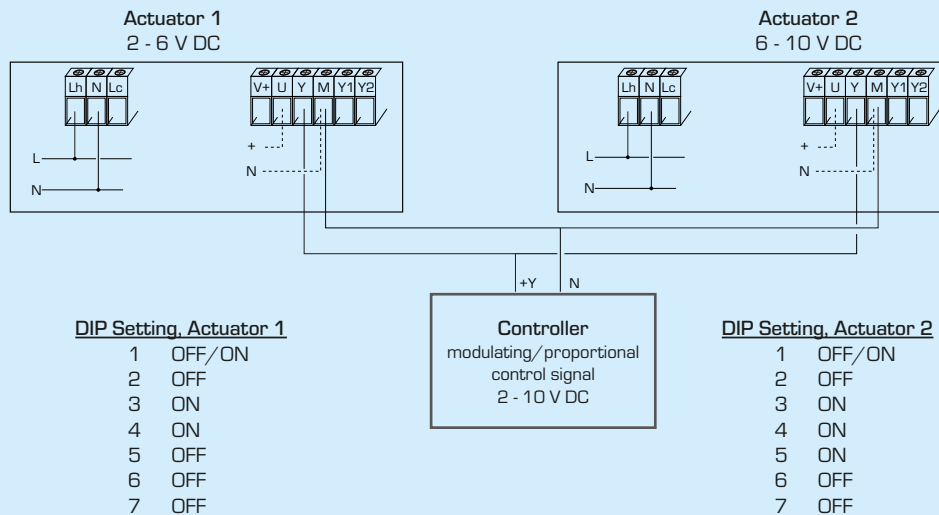 Actuator 1
2 - 6 V DC
Lh N Lc
V+ U Y M Y1 Y2
+
N
L
N
Actuator 2
6 - 10 V DC
Lh N Lc
V+ U Y M Y1 Y2
+
N
L
N
+Y N
Controller
modulating/proportional
control signal
2 - 10 V DC
DIP Setting, Actuator 1
1 OFF/ON
2 OFF
3 ON
4 ON
5 OFF
6 OFF
7 OFF
DIP Setting, Actuator 2
1 OFF/ON
2 OFF
3 ON
4 ON
5 ON
6 OFF
7 OFF